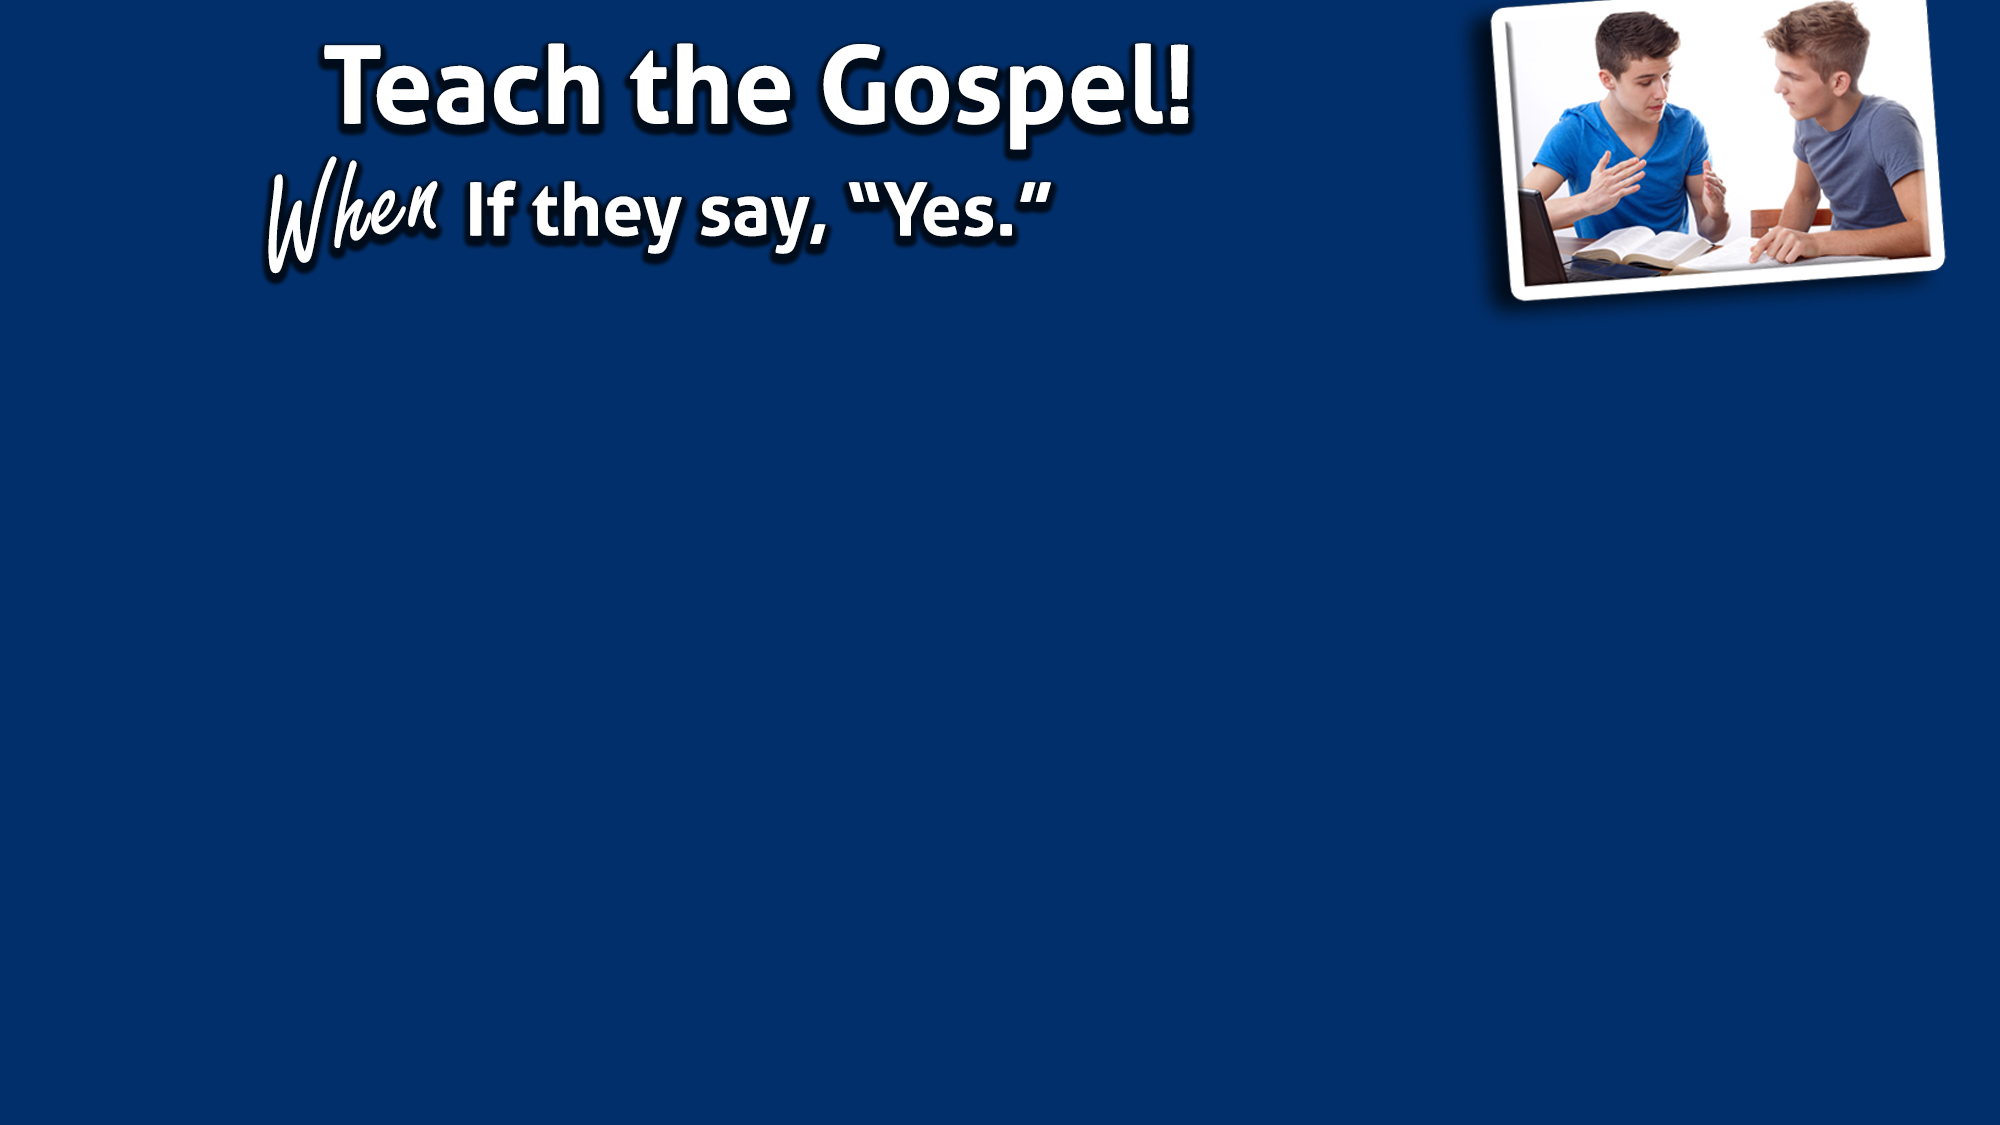 Teach the Gospel!
When If they say, “Yes.”